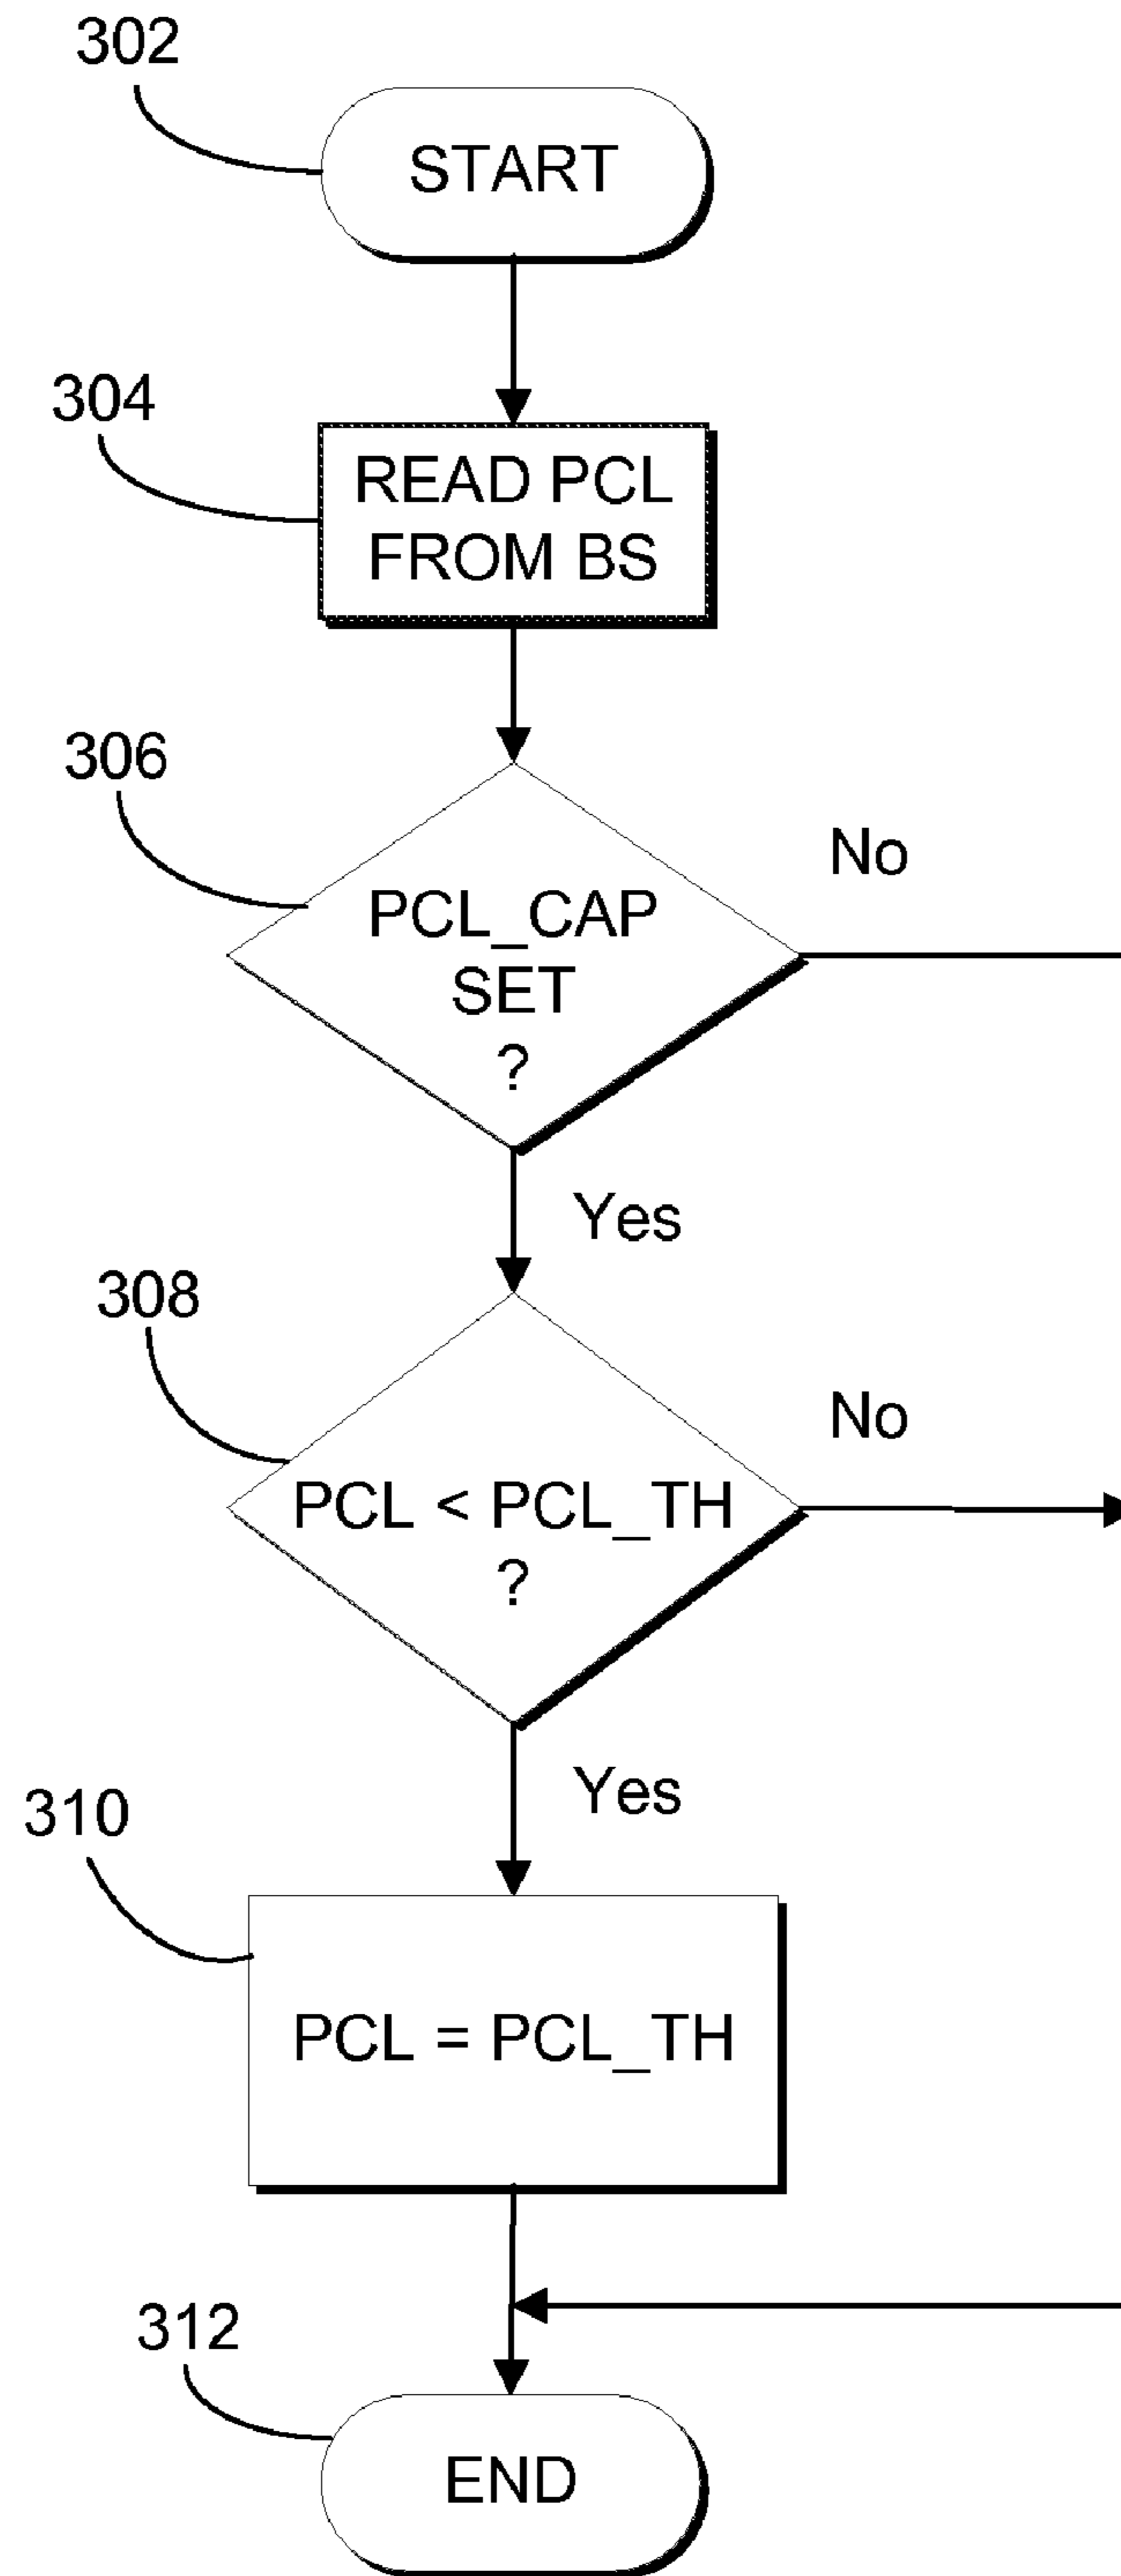 302
START
304
READ PCL
FROM BS
306
No
PCL_CAP
SET
?
Yes
308
No
PCL < PCL_TH
?
Yes
310
PCL = PCL_TH
312
END